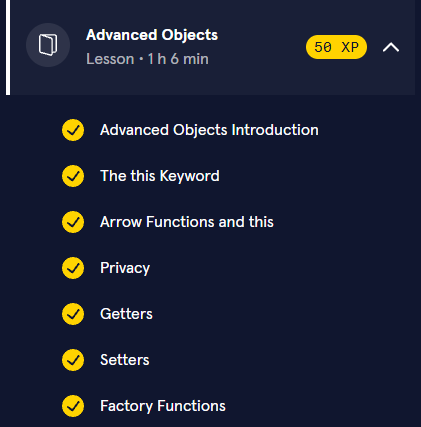 Advanced Objects
Lesson • 1 h 6 min
50 XP
Advanced Objects Introduction
The this Keyword
Arrow Functions and this
Privacy
Getters
Setters
Factory Functions